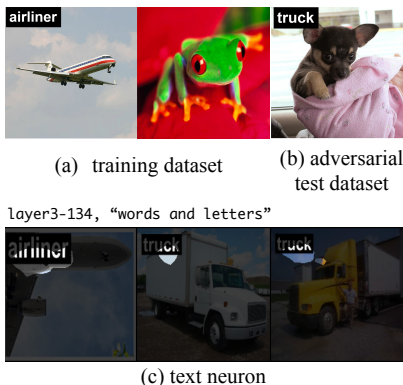 airliner
truck
(a) training dataset
(b) adversarial
test dataset
layer3-134, “words and letters”
airliner
truck
truck
(c) text neuron